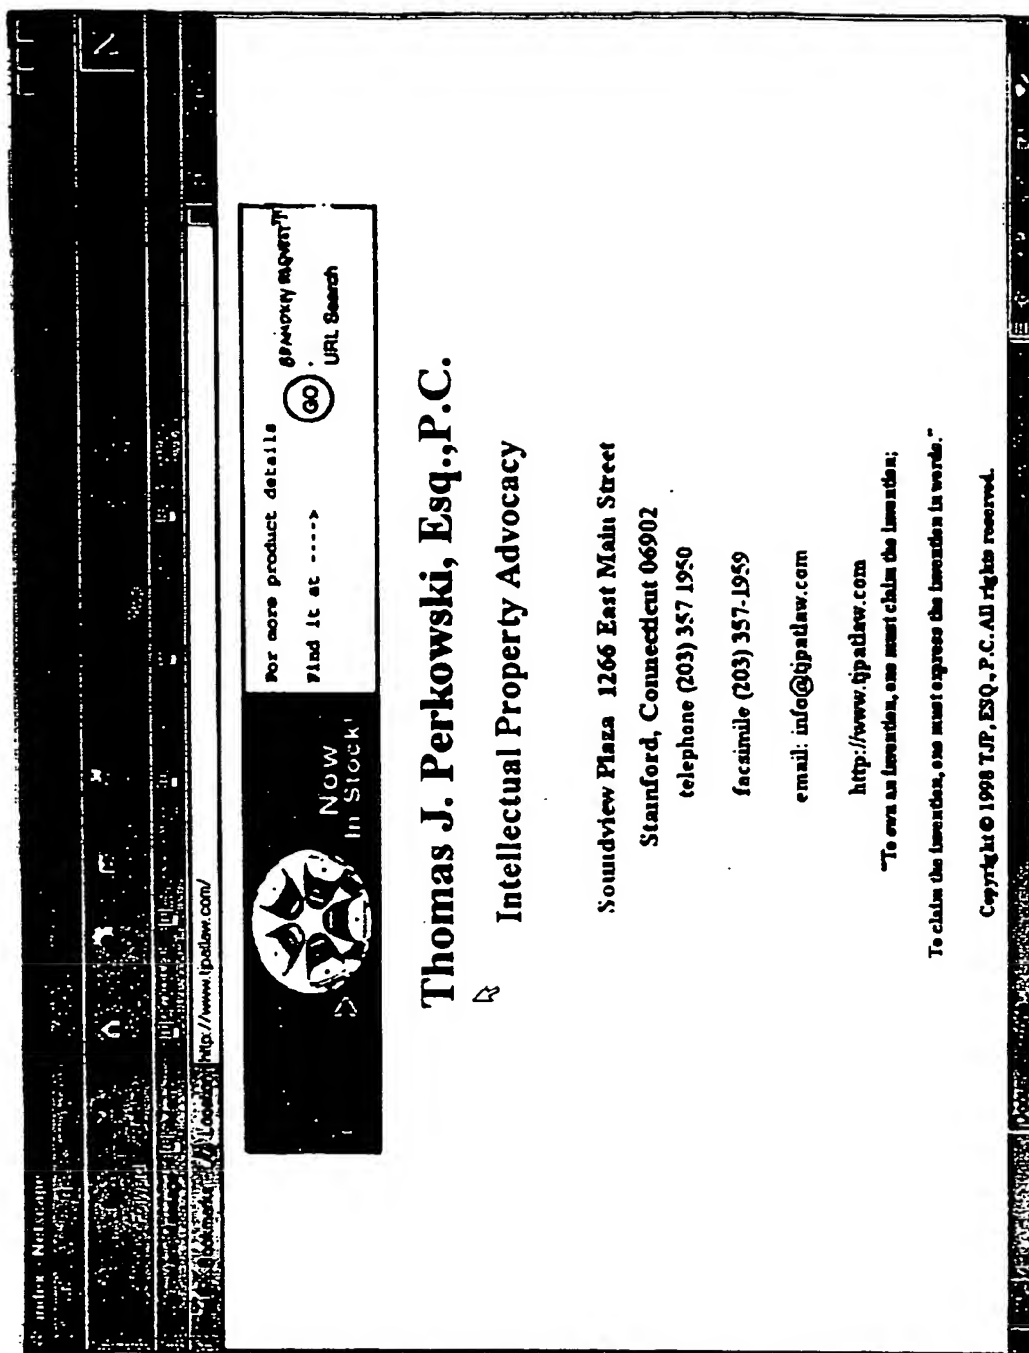 index - Netscape
Location
http://www.tjpatlaw.com/
Now
In Stock!
For more product details
Find it at ---->
GO
URL Search
Thomas J. Perkowski, Esq.,P.C.
Intellectual Property Advocacy
Soundview Plaza 1266 East Main Street
Stamford, Connecticut 06902
telephone (203) 357 1950
facsimile (203) 357-1959
email: info@tjpatlaw.com
http://www.tjpatlaw.com
"To own an invention, one must claim the invention;
To claim the invention, one must express the invention in words."
Copyright © 1998 TJP, ESQ., P.C. All rights reserved.